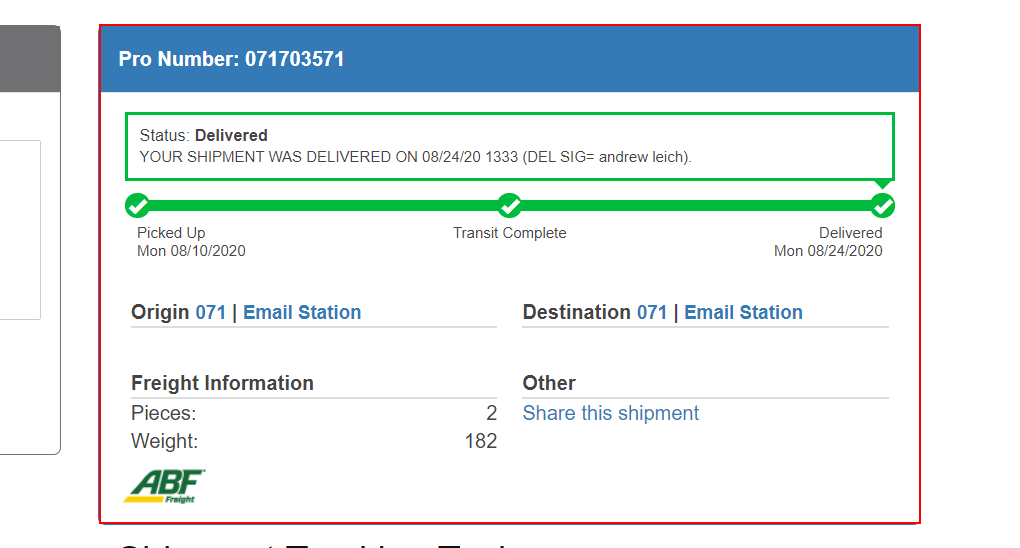 Pro Number: 071703571
Status: Delivered
YOUR SHIPMENT WAS DELIVERED ON 08/24/20 1333 (DEL SIG= andrew leich).
Picked Up
Mon 08/10/2020
Transit Complete
Delivered
Mon 08/24/2020
Origin 071 | Email Station
Destination 071 | Email Station
Freight Information
Pieces: 2
Weight: 182
Other
Share this shipment
ABF
Freight